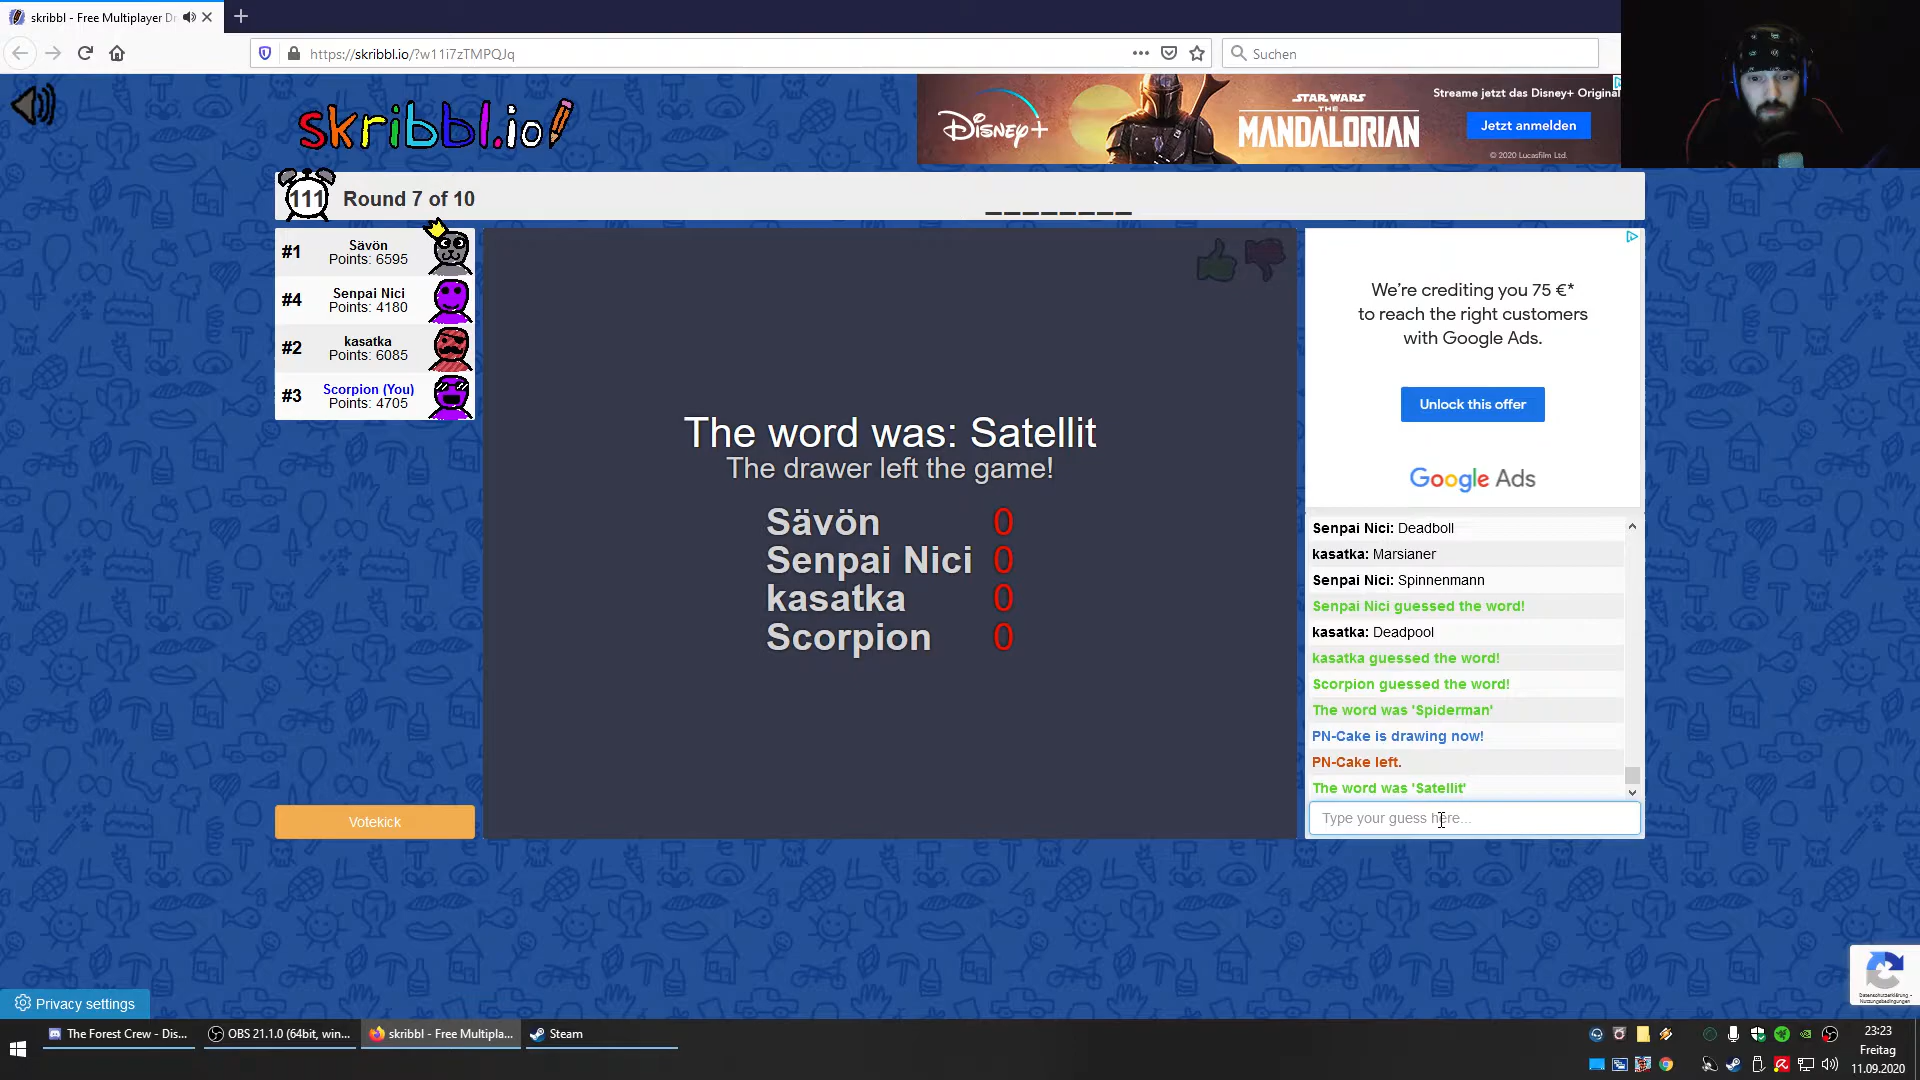 skribbl - Free Multiplayer Dr
https://skribbl.io/?w11i7zTMPQJq
Suchen
skribbl.io
Disney+
STAR WARS
THE
MANDALORIAN
Streame jetzt das Disney+ Original
Jetzt anmelden
© 2020 Lucasfilm Ltd.
111
Round 7 of 10
________
#1
Sävön
Points: 6595
#4
Senpai Nici
Points: 4180
#2
kasatka
Points: 6085
#3
Scorpion (You)
Points: 4705
Votekick
The word was: Satellit
The drawer left the game!
Sävön 0
Senpai Nici 0
kasatka 0
Scorpion 0
We're crediting you 75 €*
to reach the right customers
with Google Ads.
Unlock this offer
Google Ads
Senpai Nici: Deadboll
kasatka: Marsianer
Senpai Nici: Spinnenmann
Senpai Nici guessed the word!
kasatka: Deadpool
kasatka guessed the word!
Scorpion guessed the word!
The word was 'Spiderman'
PN-Cake is drawing now!
PN-Cake left.
The word was 'Satellit'
Type your guess here...
Datenschutzerklärung -
Nutzungsbedingungen
Privacy settings
The Forest Crew - Dis...
OBS 21.1.0 (64bit, win...
skribbl - Free Multipla...
Steam
23:23
Freitag
11.09.2020